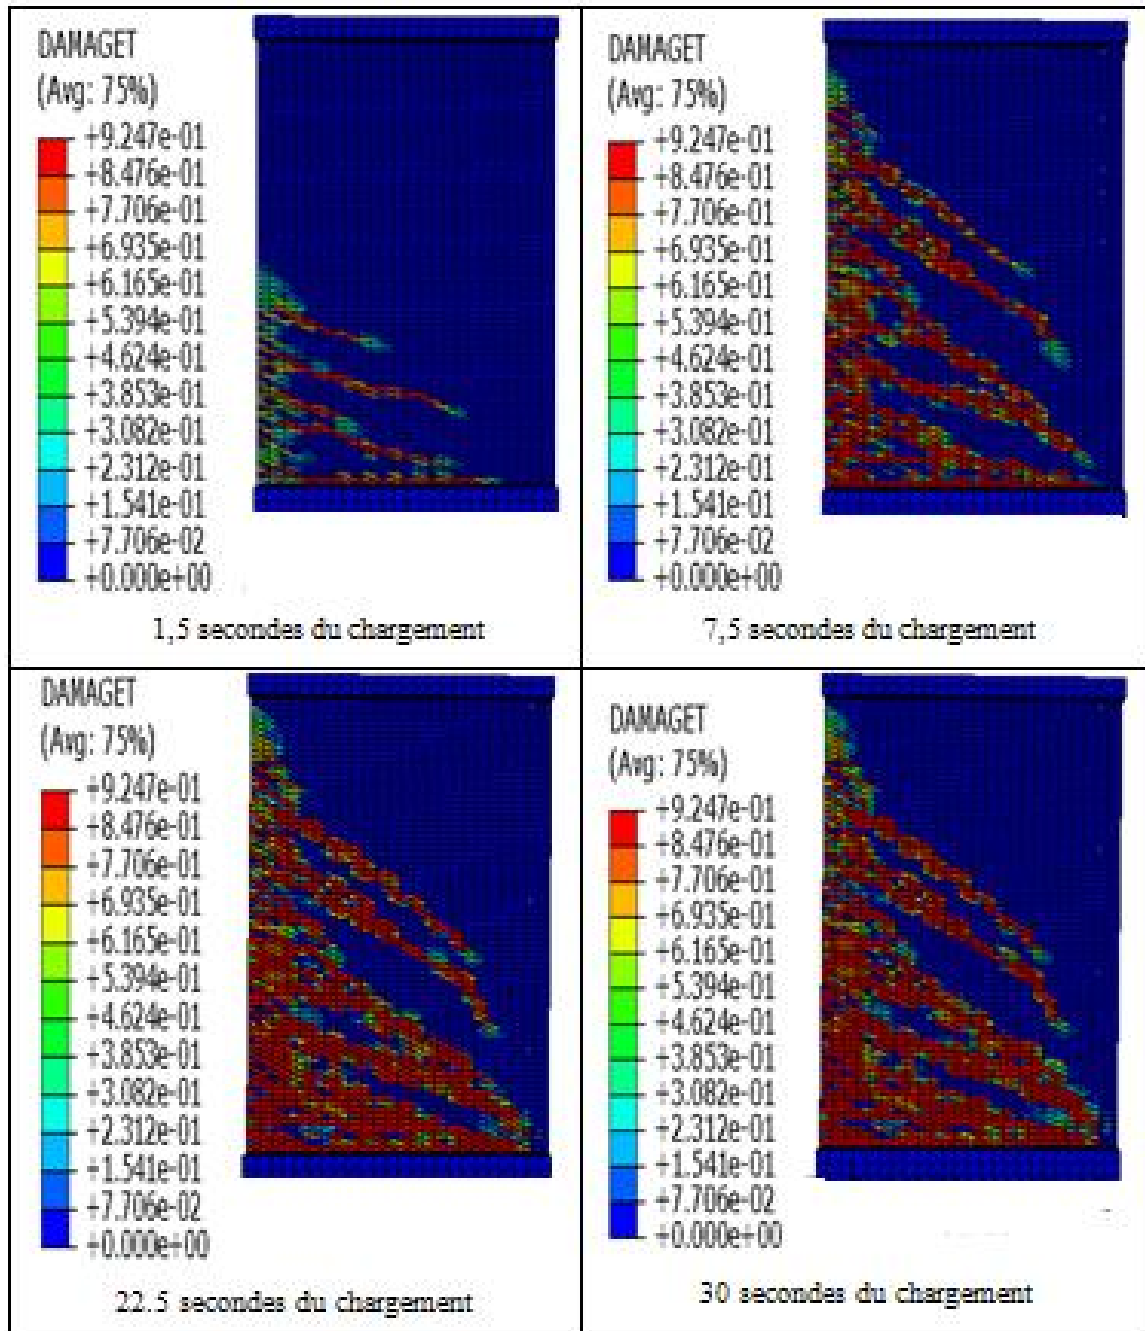 DAMAGET
(Avg: 75%)
+9.247e-01
+8.476e-01
+7.706e-01
+6.935e-01
+6.165e-01
+5.394e-01
+4.624e-01
+3.853e-01
+3.082e-01
+2.312e-01
+1.541e-01
+7.706e-02
+0.000e+00
1,5 secondes du chargement
DAMAGET
(Avg: 75%)
+9.247e-01
+8.476e-01
+7.706e-01
+6.935e-01
+6.165e-01
+5.394e-01
+4.624e-01
+3.853e-01
+3.082e-01
+2.312e-01
+1.541e-01
+7.706e-02
+0.000e+00
7,5 secondes du chargement
DAMAGET
(Avg: 75%)
+9.247e-01
+8.476e-01
+7.706e-01
+6.935e-01
+6.165e-01
+5.394e-01
+4.624e-01
+3.853e-01
+3.082e-01
+2.312e-01
+1.541e-01
+7.706e-02
+0.000e+00
22.5 secondes du chargement
DAMAGET
(Avg: 75%)
+9.247e-01
+8.476e-01
+7.706e-01
+6.935e-01
+6.165e-01
+5.394e-01
+4.624e-01
+3.853e-01
+3.082e-01
+2.312e-01
+1.541e-01
+7.706e-02
+0.000e+00
30 secondes du chargement